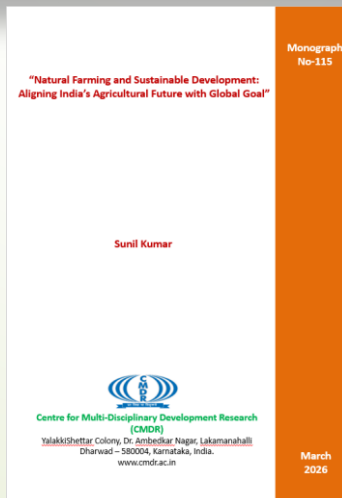 Monograph
No-115
“Natural Farming and Sustainable Development:
Aligning India’s Agricultural Future with Global Goal”
Sunil Kumar
CMDR
Centre for Multi-Disciplinary Development Research
(CMDR)
YalakkiShettar Colony, Dr. Ambedkar Nagar, Lakamanahalli
Dharwad – 580004, Karnataka, India.
www.cmdr.ac.in
March
2026